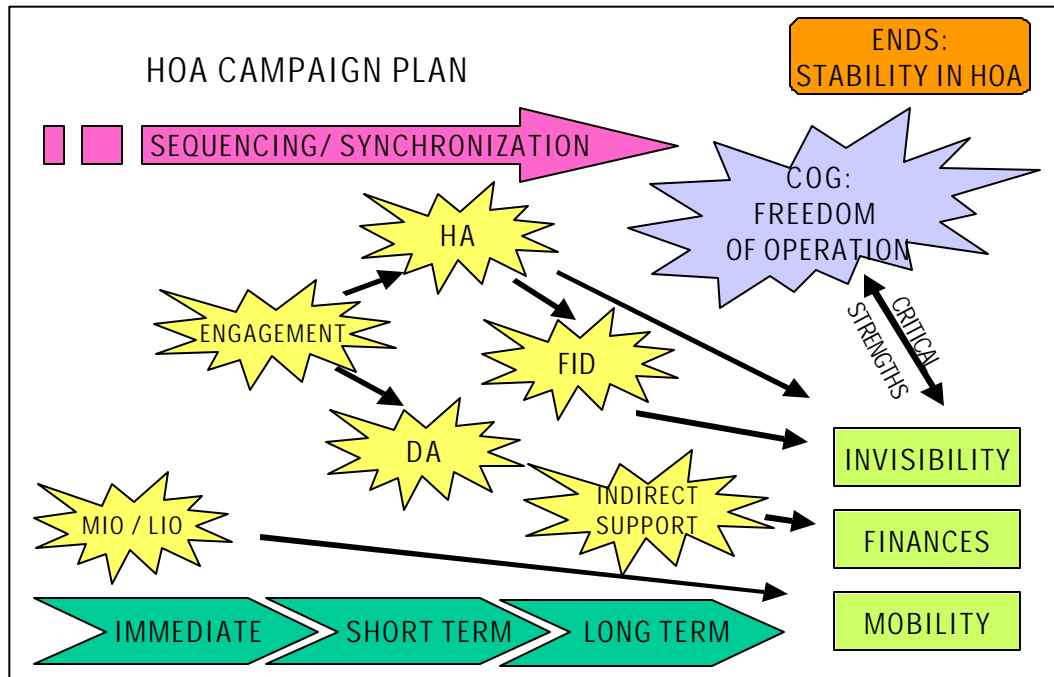 HOA CAMPAIGN PLAN
ENDS:
STABILITY IN HOA
SEQUENCING/ SYNCHRONIZATION
COG:
FREEDOM
OF OPERATION
HA
ENGAGEMENT
FID
CRITICAL
STRENGTHS
DA
INVISIBILITY
INDIRECT
SUPPORT
MIO / LIO
FINANCES
IMMEDIATE
SHORT TERM
LONG TERM
MOBILITY